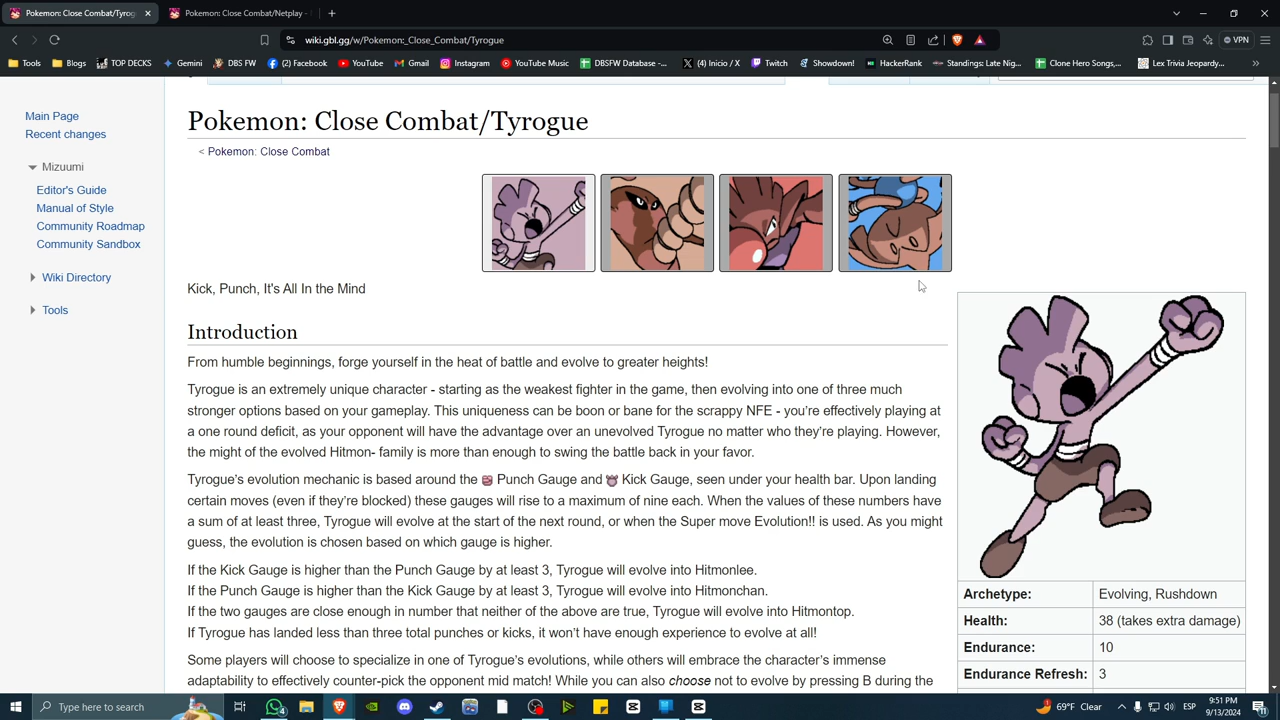 Pokemon: Close Combat/Tyrog
Pokemon: Close Combat/Netplay -
wiki.gbl.gg/w/Pokemon:_Close_Combat/Tyrogue
VPN
Tools
Blogs
TOP DECKS
Gemini
DBS FW
(2) Facebook
YouTube
Gmail
Instagram
YouTube Music
DBSFW Database -...
(4) Inicio / X
Twitch
Showdown!
HackerRank
Standings: Late Nig...
Clone Hero Songs,...
Lex Trivia Jeopardy...
Main Page
Recent changes
Mizuumi
Editor's Guide
Manual of Style
Community Roadmap
Community Sandbox
Wiki Directory
Tools
Pokemon: Close Combat/Tyrogue
< Pokemon: Close Combat
Kick, Punch, It's All In the Mind
Introduction
From humble beginnings, forge yourself in the heat of battle and evolve to greater heights!
Tyrogue is an extremely unique character - starting as the weakest fighter in the game, then evolving into one of three much
stronger options based on your gameplay. This uniqueness can be boon or bane for the scrappy NFE - you're effectively playing at
a one round deficit, as your opponent will have the advantage over an unevolved Tyrogue no matter who they're playing. However,
the might of the evolved Hitmon- family is more than enough to swing the battle back in your favor.
Tyrogue's evolution mechanic is based around the Punch Gauge and Kick Gauge, seen under your health bar. Upon landing
certain moves (even if they're blocked) these gauges will rise to a maximum of nine each. When the values of these numbers have
a sum of at least three, Tyrogue will evolve at the start of the next round, or when the Super move Evolution!! is used. As you might
guess, the evolution is chosen based on which gauge is higher.
If the Kick Gauge is higher than the Punch Gauge by at least 3, Tyrogue will evolve into Hitmonlee.
If the Punch Gauge is higher than the Kick Gauge by at least 3, Tyrogue will evolve into Hitmonchan.
If the two gauges are close enough in number that neither of the above are true, Tyrogue will evolve into Hitmontop.
If Tyrogue has landed less than three total punches or kicks, it won't have enough experience to evolve at all!
Some players will choose to specialize in one of Tyrogue's evolutions, while others will embrace the character's immense
adaptability to effectively counter-pick the opponent mid match! While you can also choose not to evolve by pressing B during the
Archetype: Evolving, Rushdown
Health: 38 (takes extra damage)
Endurance: 10
Endurance Refresh: 3
Type here to search
4
69°F Clear
ESP
9:51 PM
9/13/2024
11